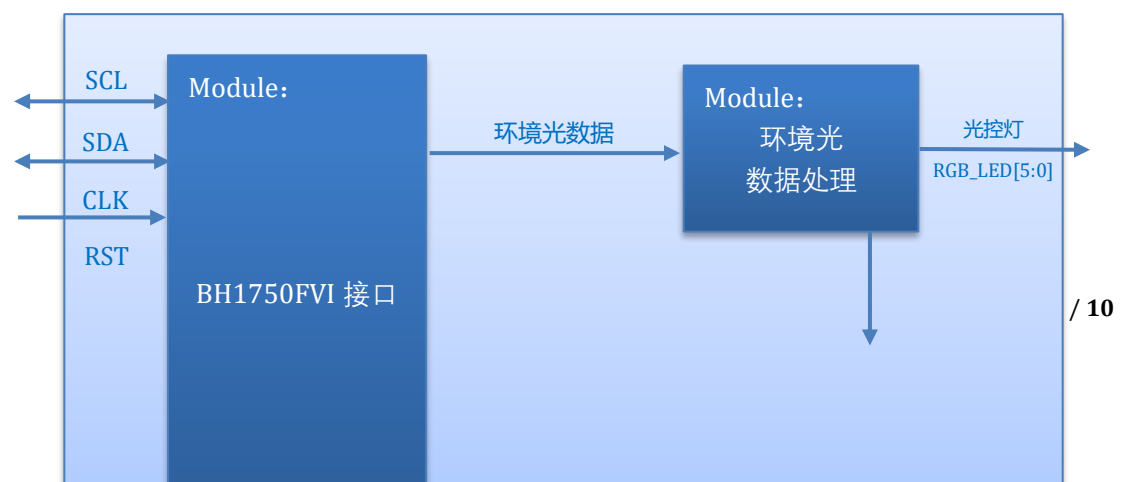 SCL
SDA
CLK
RST
Module：
BH1750FVI 接口
环境光数据
Module：
环境光
数据处理
光控灯
RGB_LED[5:0]
/ 10